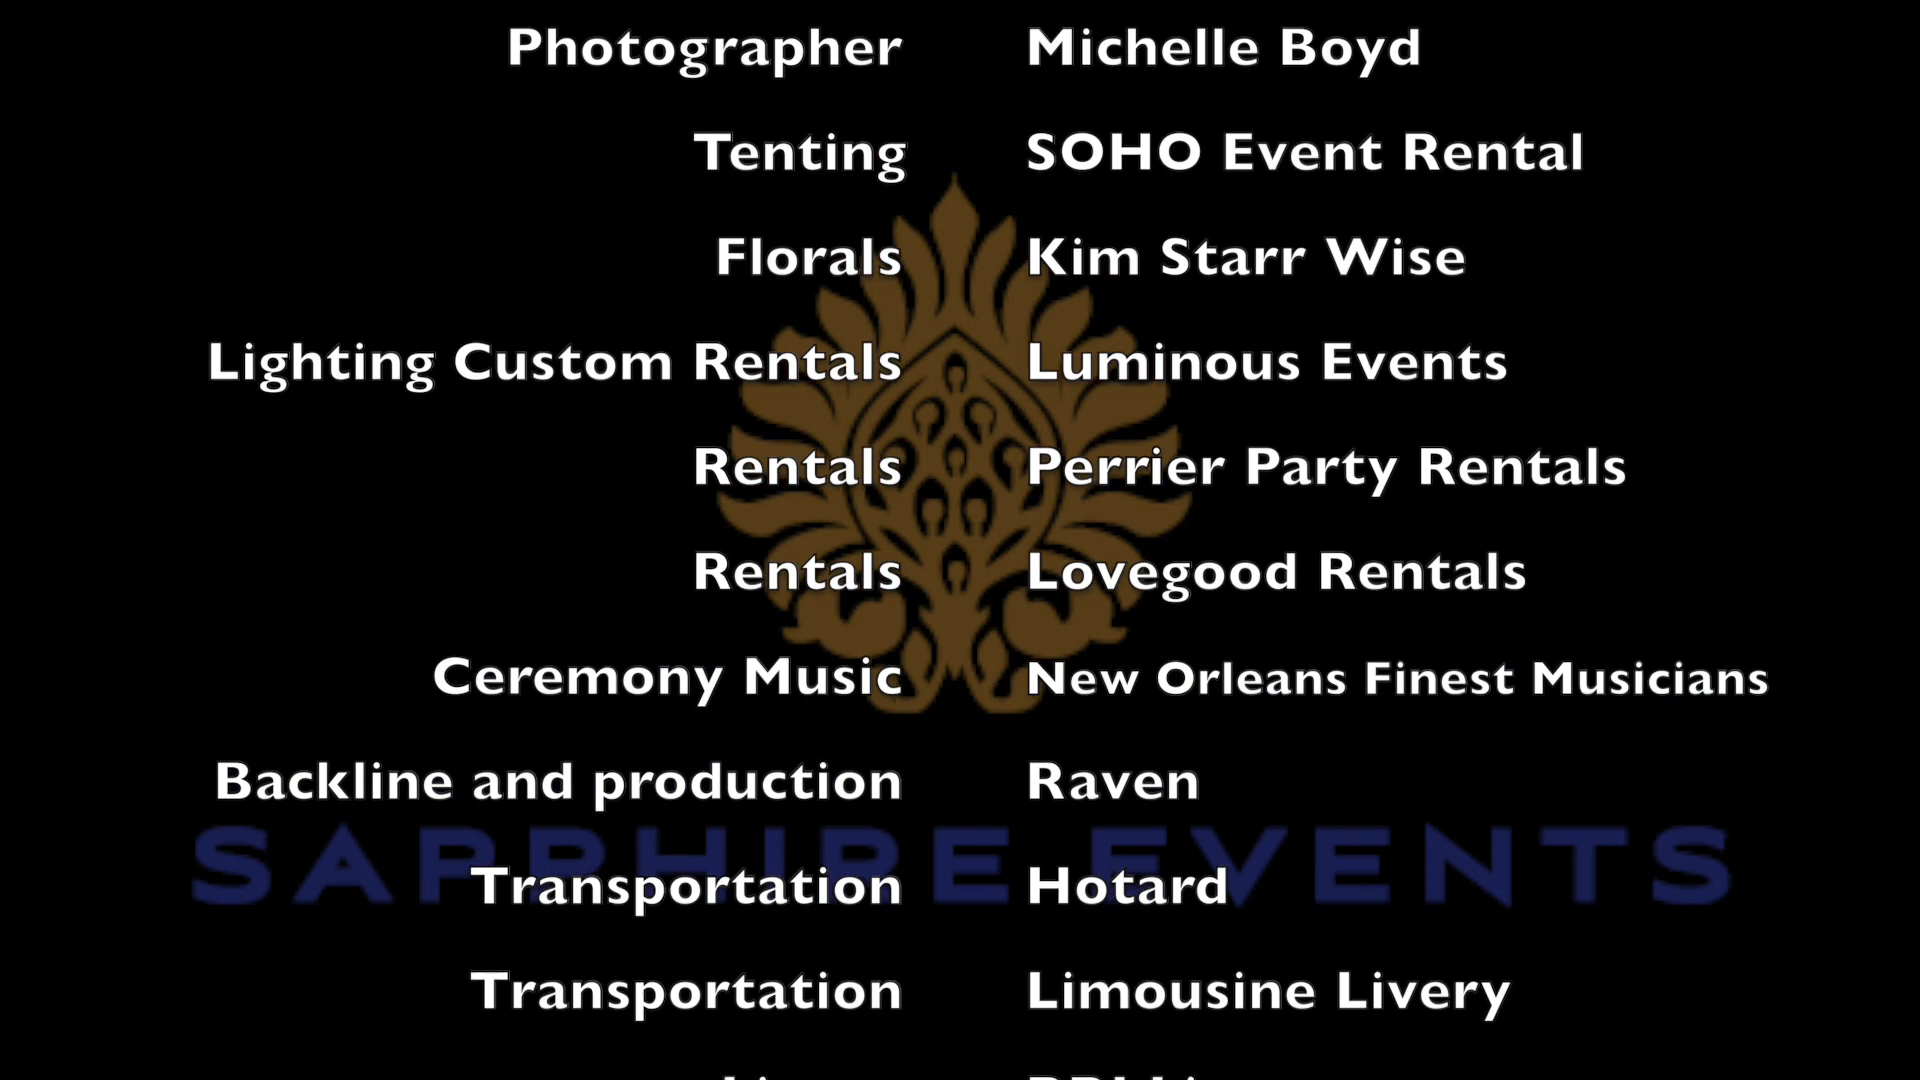 Photographer Michelle Boyd
Tenting SOHO Event Rental
Florals Kim Starr Wise
Lighting Custom Rentals Luminous Events
Rentals Perrier Party Rentals
Rentals Lovegood Rentals
Ceremony Music New Orleans Finest Musicians
Backline and production Raven
SAPPHIRE EVENTS
Transportation Hotard
Transportation Limousine Livery